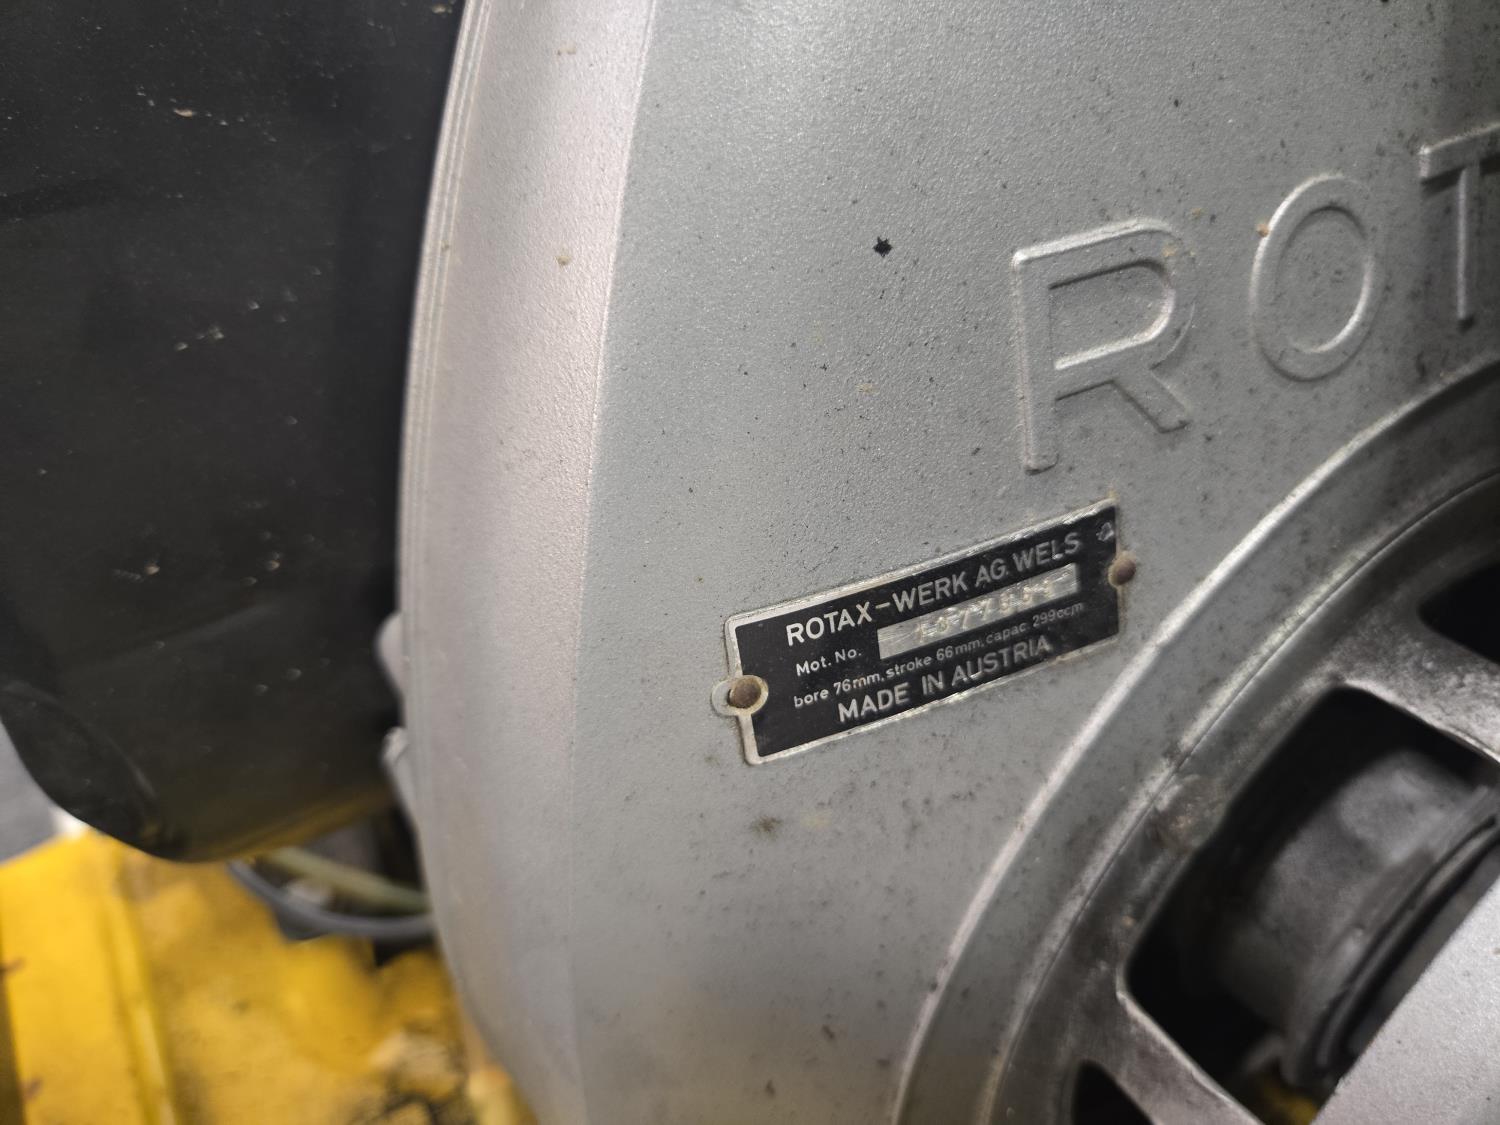 ROT
ROTAX-WERK AG. WELS
Mot. No.
bore 76mm, stroke 66mm, capac. 299ccm
MADE IN AUSTRIA